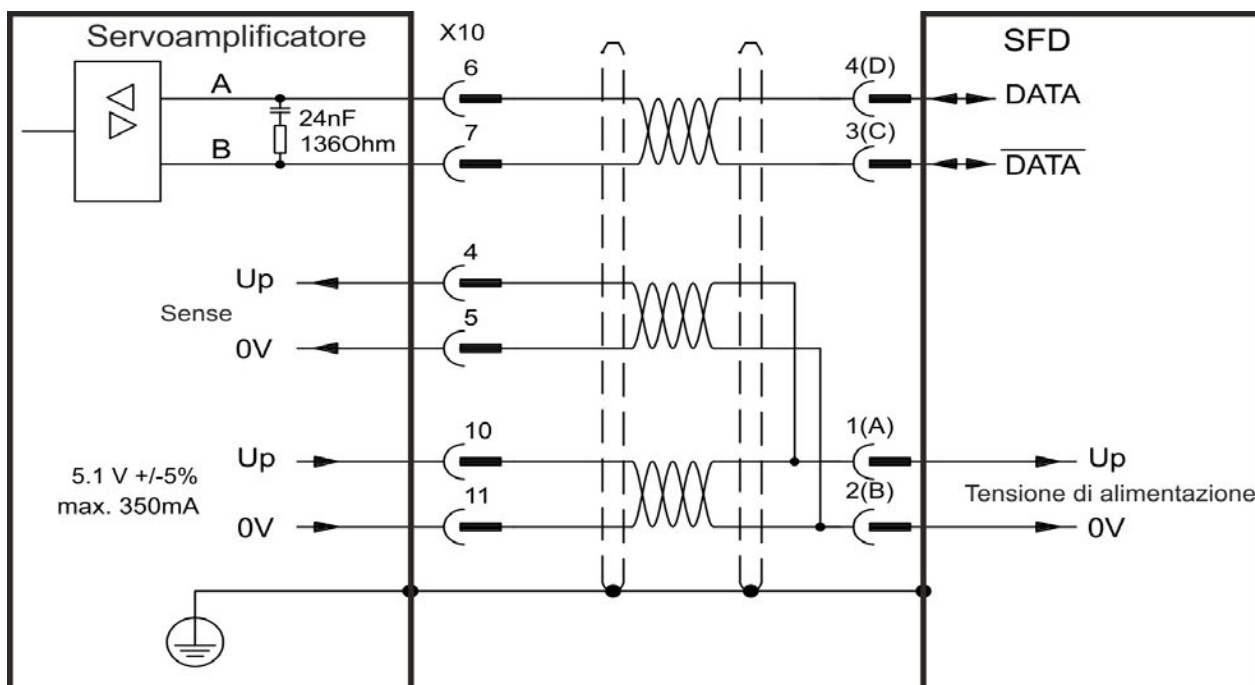 Servoamplificatore
X10
SFD
A
6
4(D)
DATA
24nF
136Ohm
B
7
3(C)
DATA
4
Up
Sense
5
0V
10
1(A)
Up
Up
5.1 V +/-5%
max. 350mA
11
2(B)
Tensione di alimentazione
0V
0V